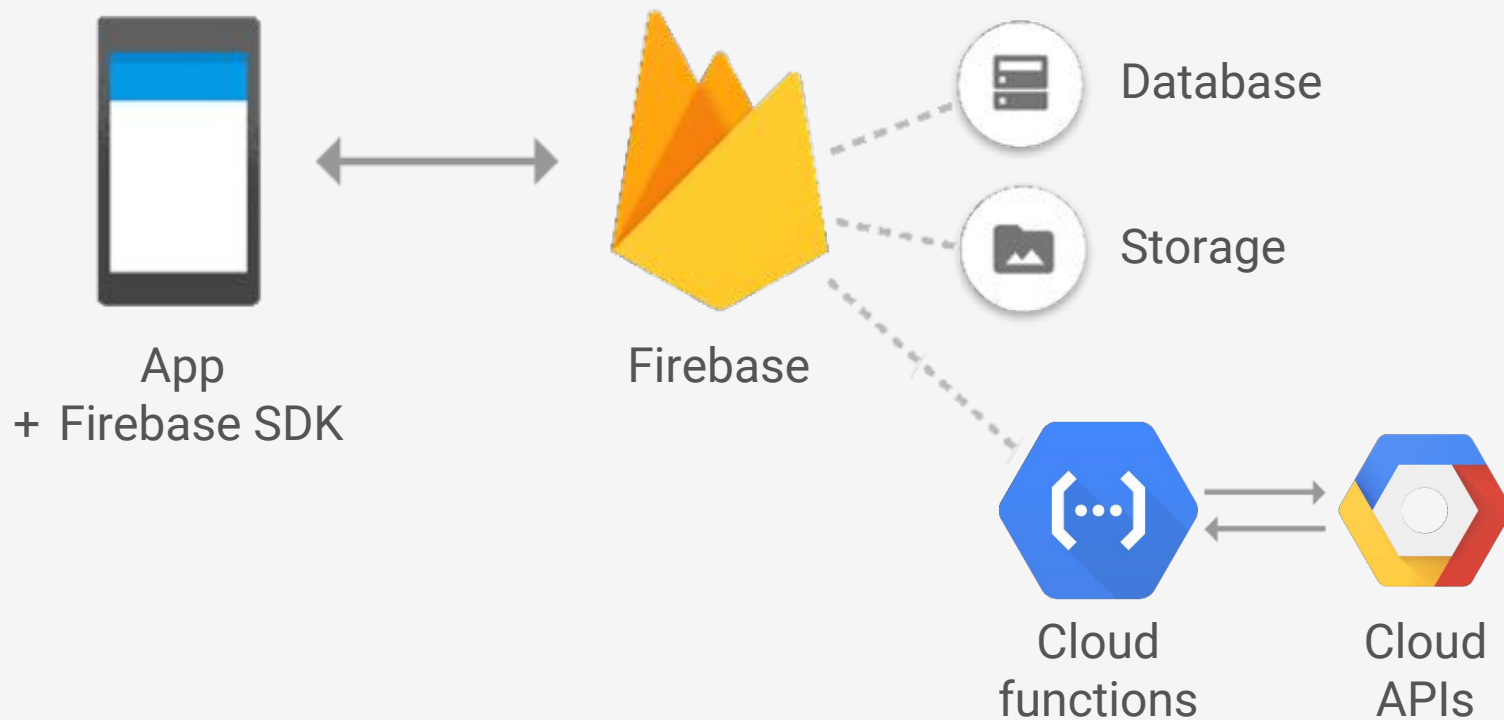 Database
Storage
App
+ Firebase SDK
Firebase
Cloud
functions
Cloud
APIs